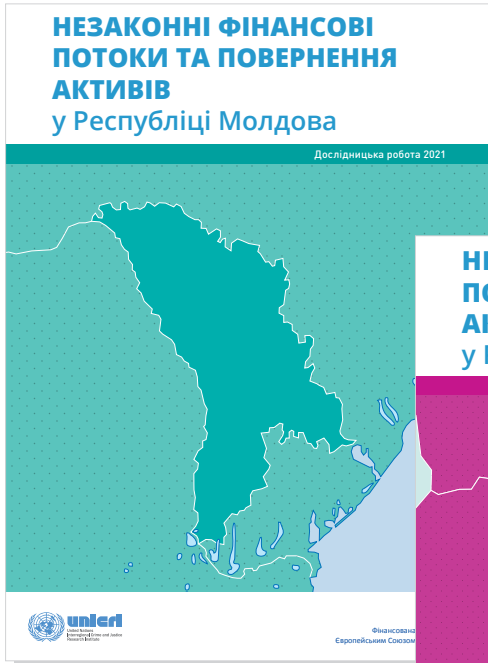 НЕЗАКОННІ ФІНАНСОВІ
ПОТОКИ ТА ПОВЕРНЕННЯ
АКТИВІВ
у Республіці Молдова
Дослідницька робота 2021
unicri
United Nations
Interregional Crime and Justice
Research Institute
Фінансована
Європейським Союзом